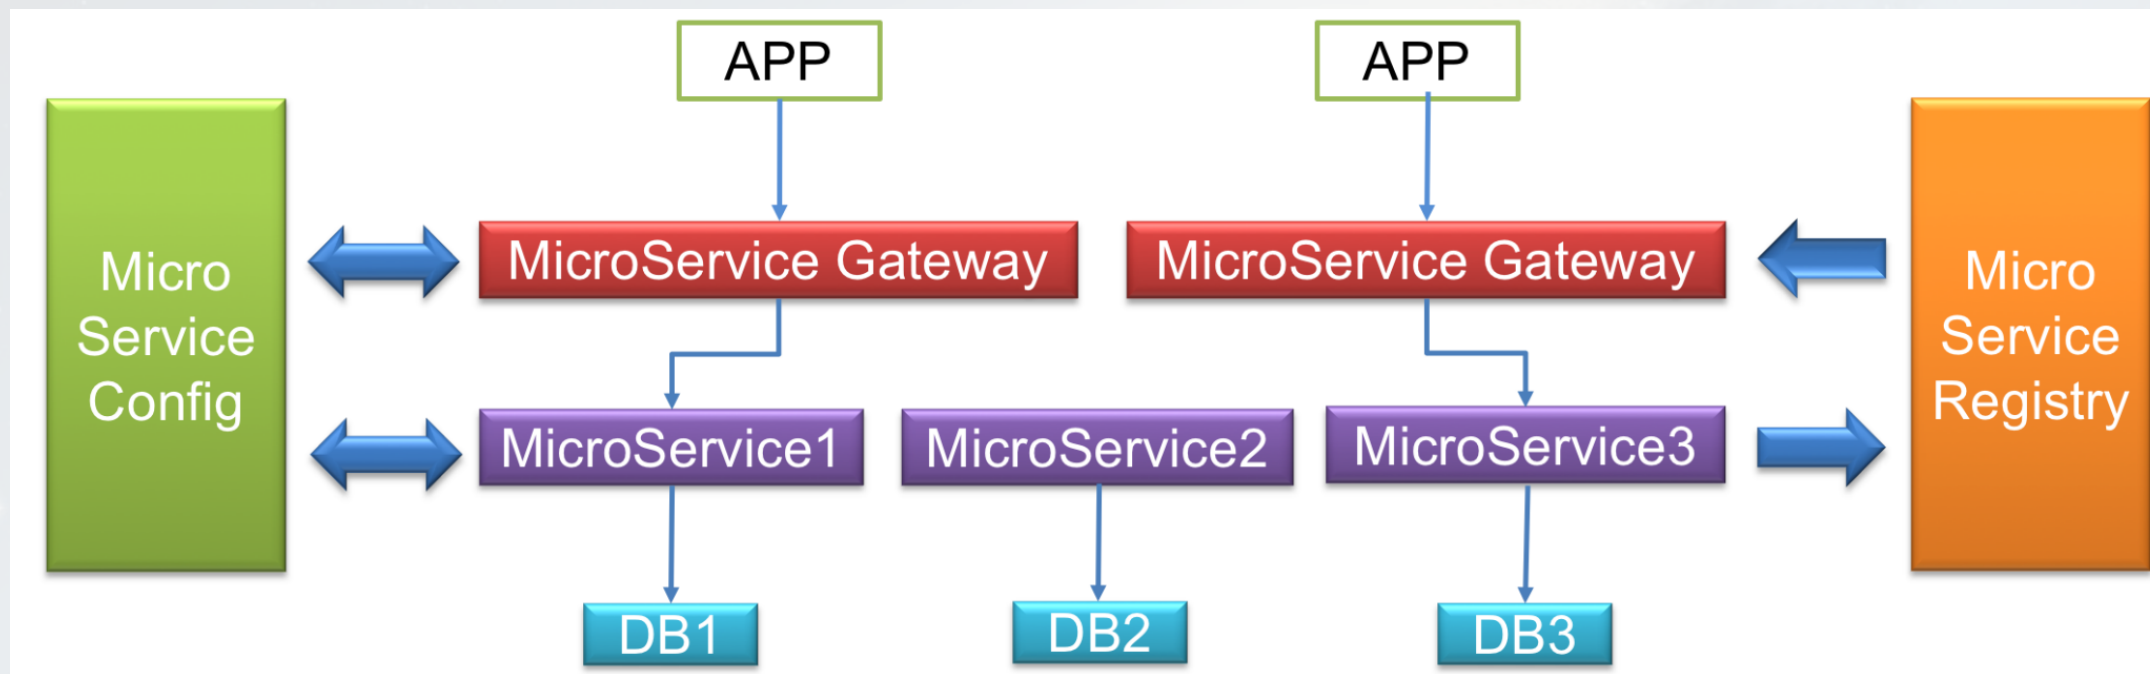 APP
APP
Micro
Service
Config
MicroService Gateway
MicroService Gateway
Micro
Service
Registry
MicroService1
MicroService2
MicroService3
DB1
DB2
DB3